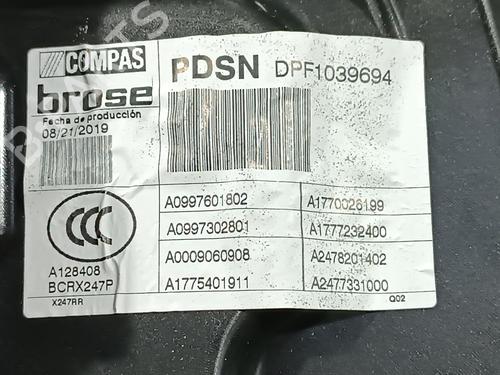 COMPAS
PDSN DPF1039694
brose
Fecha de producción
08/21/2019
A0997601802 A1770026199
A0997302801 A1777232400
A0009060908 A2478201402
A1775401911 A2477331000
CCC
A128408
BCRX247P
X247RR Q02